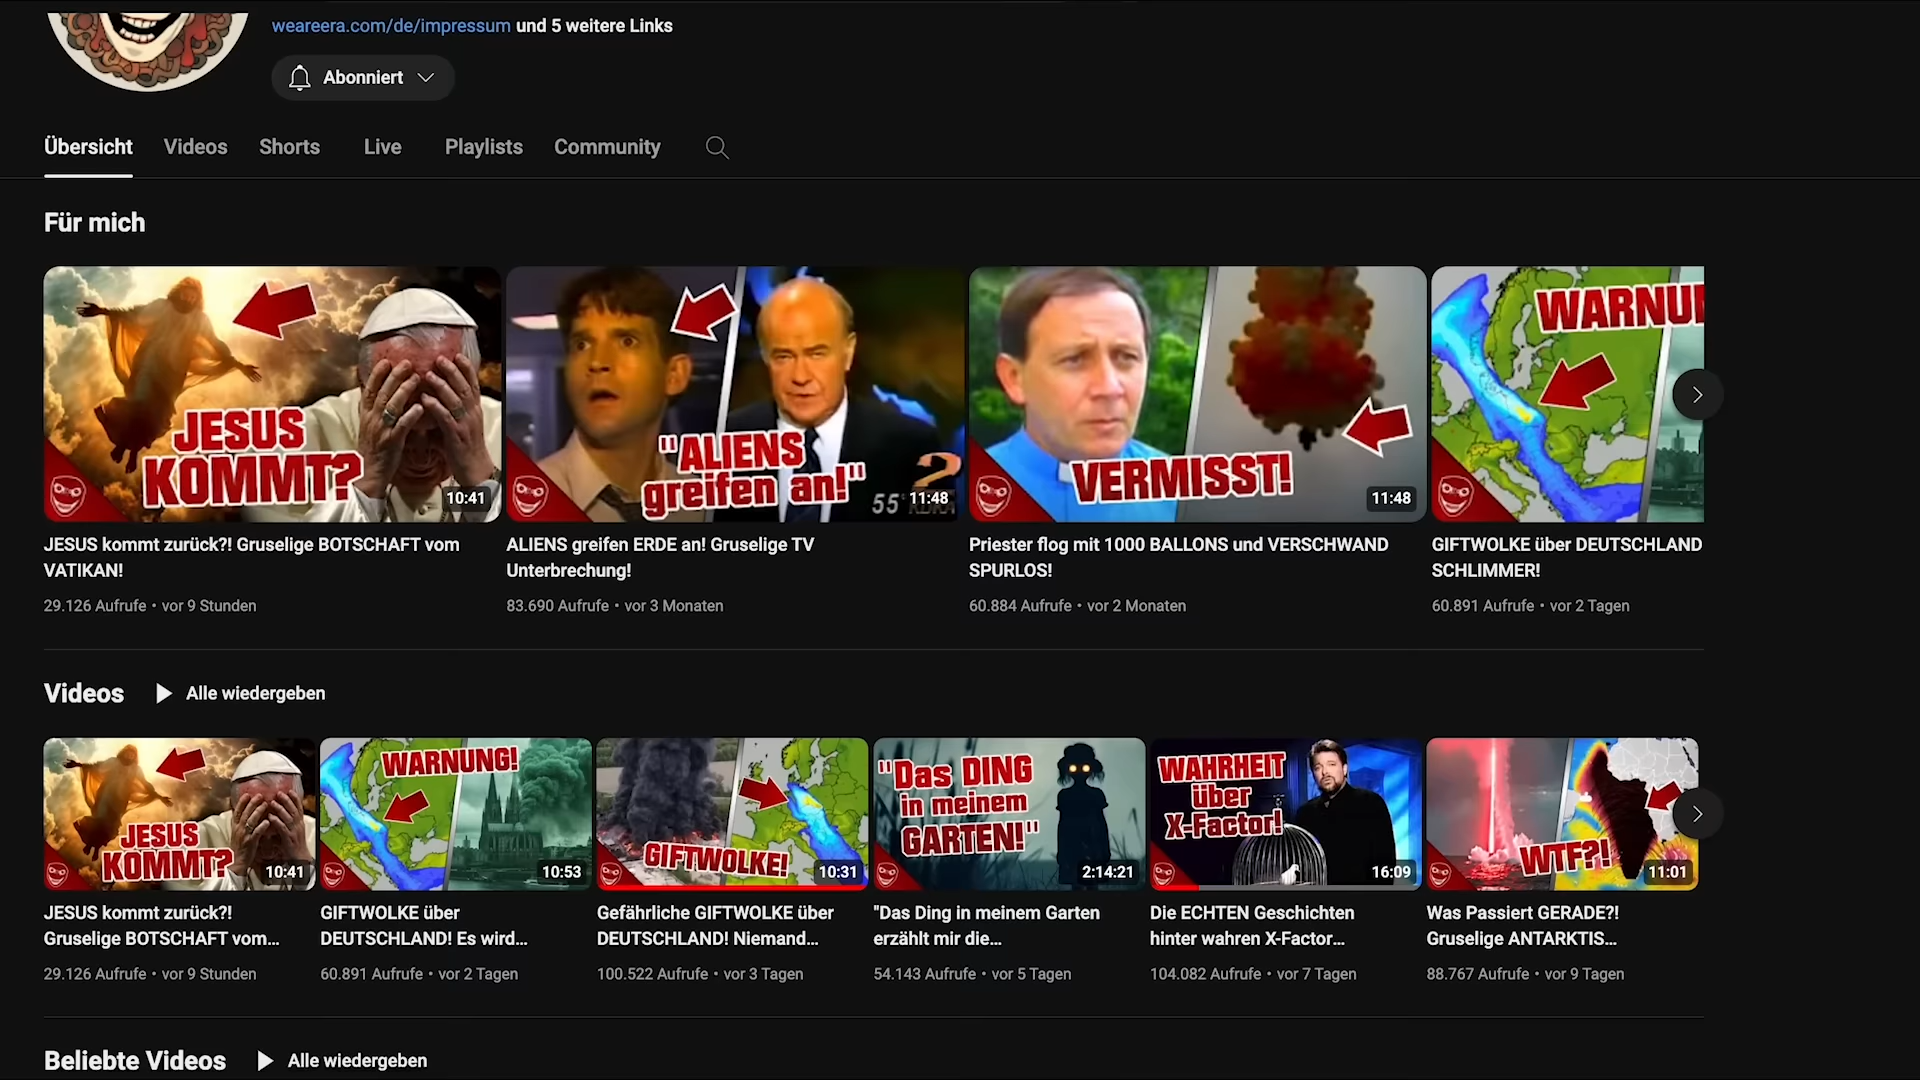 weareera.com/de/impressum und 5 weitere Links
Abonniert
Übersicht Videos Shorts Live Playlists Community
Für mich
JESUS
KOMMT?
10:41
"ALIENS
greifen an!"
2
55°
KDKA
11:48
VERMISST!
11:48
WARNU
JESUS kommt zurück?! Gruselige BOTSCHAFT vom
VATIKAN!
29.126 Aufrufe • vor 9 Stunden
ALIENS greifen ERDE an! Gruselige TV
Unterbrechung!
83.690 Aufrufe • vor 3 Monaten
Priester flog mit 1000 BALLONS und VERSCHWAND
SPURLOS!
60.884 Aufrufe • vor 2 Monaten
GIFTWOLKE über DEUTSCHLAND
SCHLIMMER!
60.891 Aufrufe • vor 2 Tagen
Videos Alle wiedergeben
JESUS
KOMMT?
10:41
WARNUNG!
10:53
GIFTWOLKE!
10:31
"Das DING
in meinem
GARTEN!"
2:14:21
WAHRHEIT
über
X-Factor!
16:09
WTF?!
11:01
JESUS kommt zurück?!
Gruselige BOTSCHAFT vom...
29.126 Aufrufe • vor 9 Stunden
GIFTWOLKE über
DEUTSCHLAND! Es wird...
60.891 Aufrufe • vor 2 Tagen
Gefährliche GIFTWOLKE über
DEUTSCHLAND! Niemand...
100.522 Aufrufe • vor 3 Tagen
"Das Ding in meinem Garten
erzählt mir die...
54.143 Aufrufe • vor 5 Tagen
Die ECHTEN Geschichten
hinter wahren X-Factor...
104.082 Aufrufe • vor 7 Tagen
Was Passiert GERADE?!
Gruselige ANTARKTIS...
88.767 Aufrufe • vor 9 Tagen
Beliebte Videos Alle wiedergeben